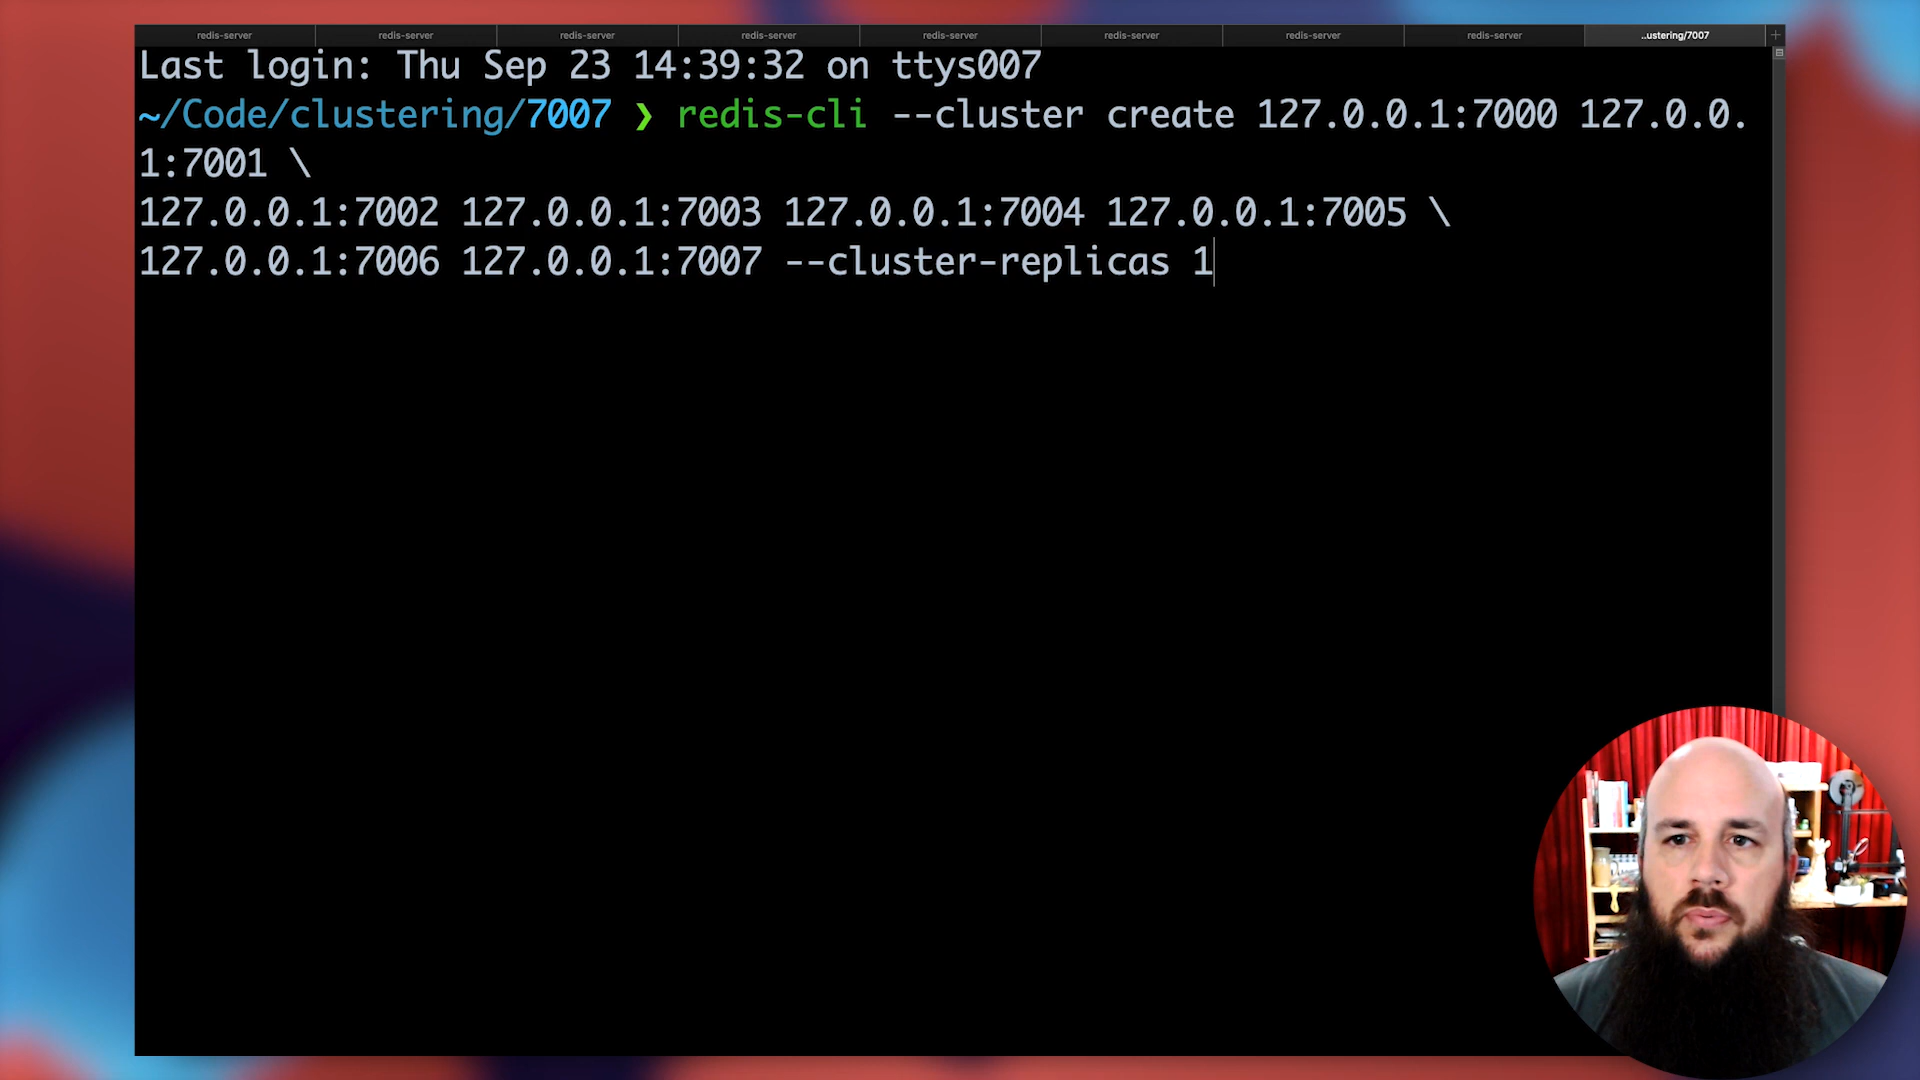 redis-server redis-server redis-server redis-server redis-server redis-server redis-server redis-server ..ustering/7007 +
Last login: Thu Sep 23 14:39:32 on ttys007
~/Code/clustering/7007 ❯ redis-cli --cluster create 127.0.0.1:7000 127.0.0.
1:7001 \
127.0.0.1:7002 127.0.0.1:7003 127.0.0.1:7004 127.0.0.1:7005 \
127.0.0.1:7006 127.0.0.1:7007 --cluster-replicas 1